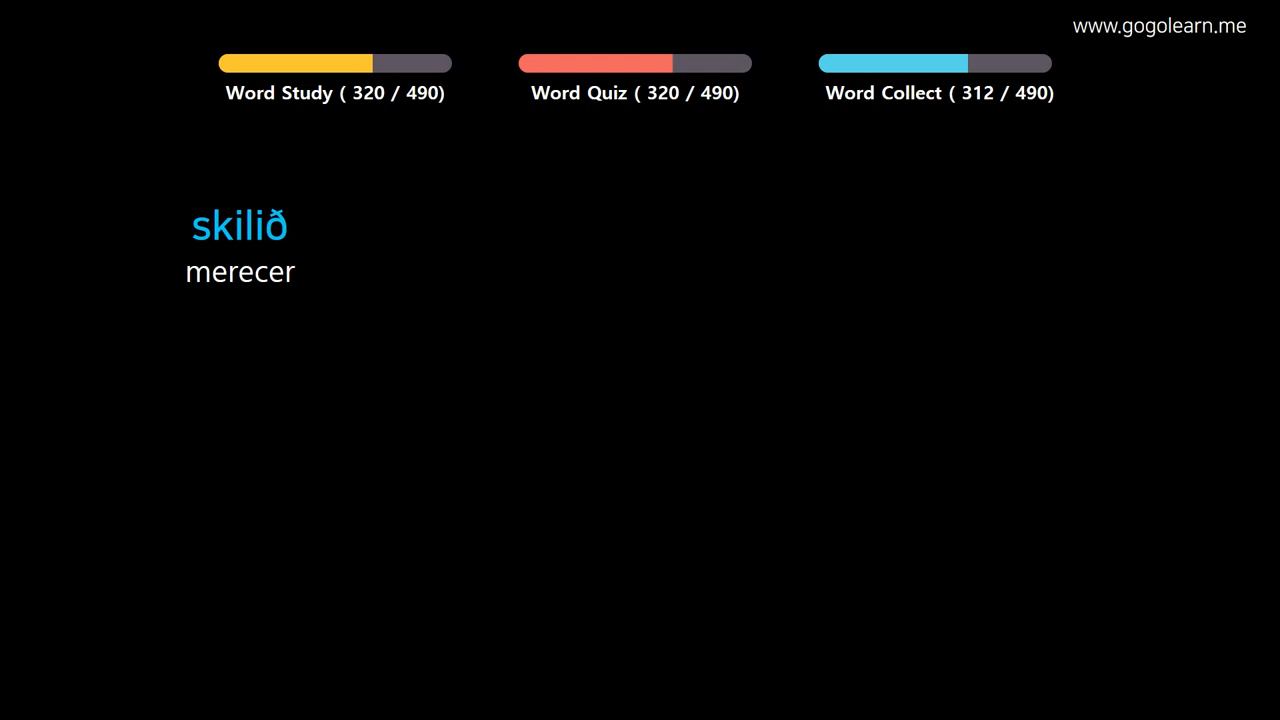 www.gogolearn.me
Word Study ( 320 / 490)
Word Quiz ( 320 / 490)
Word Collect ( 312 / 490)
skilið
merecer